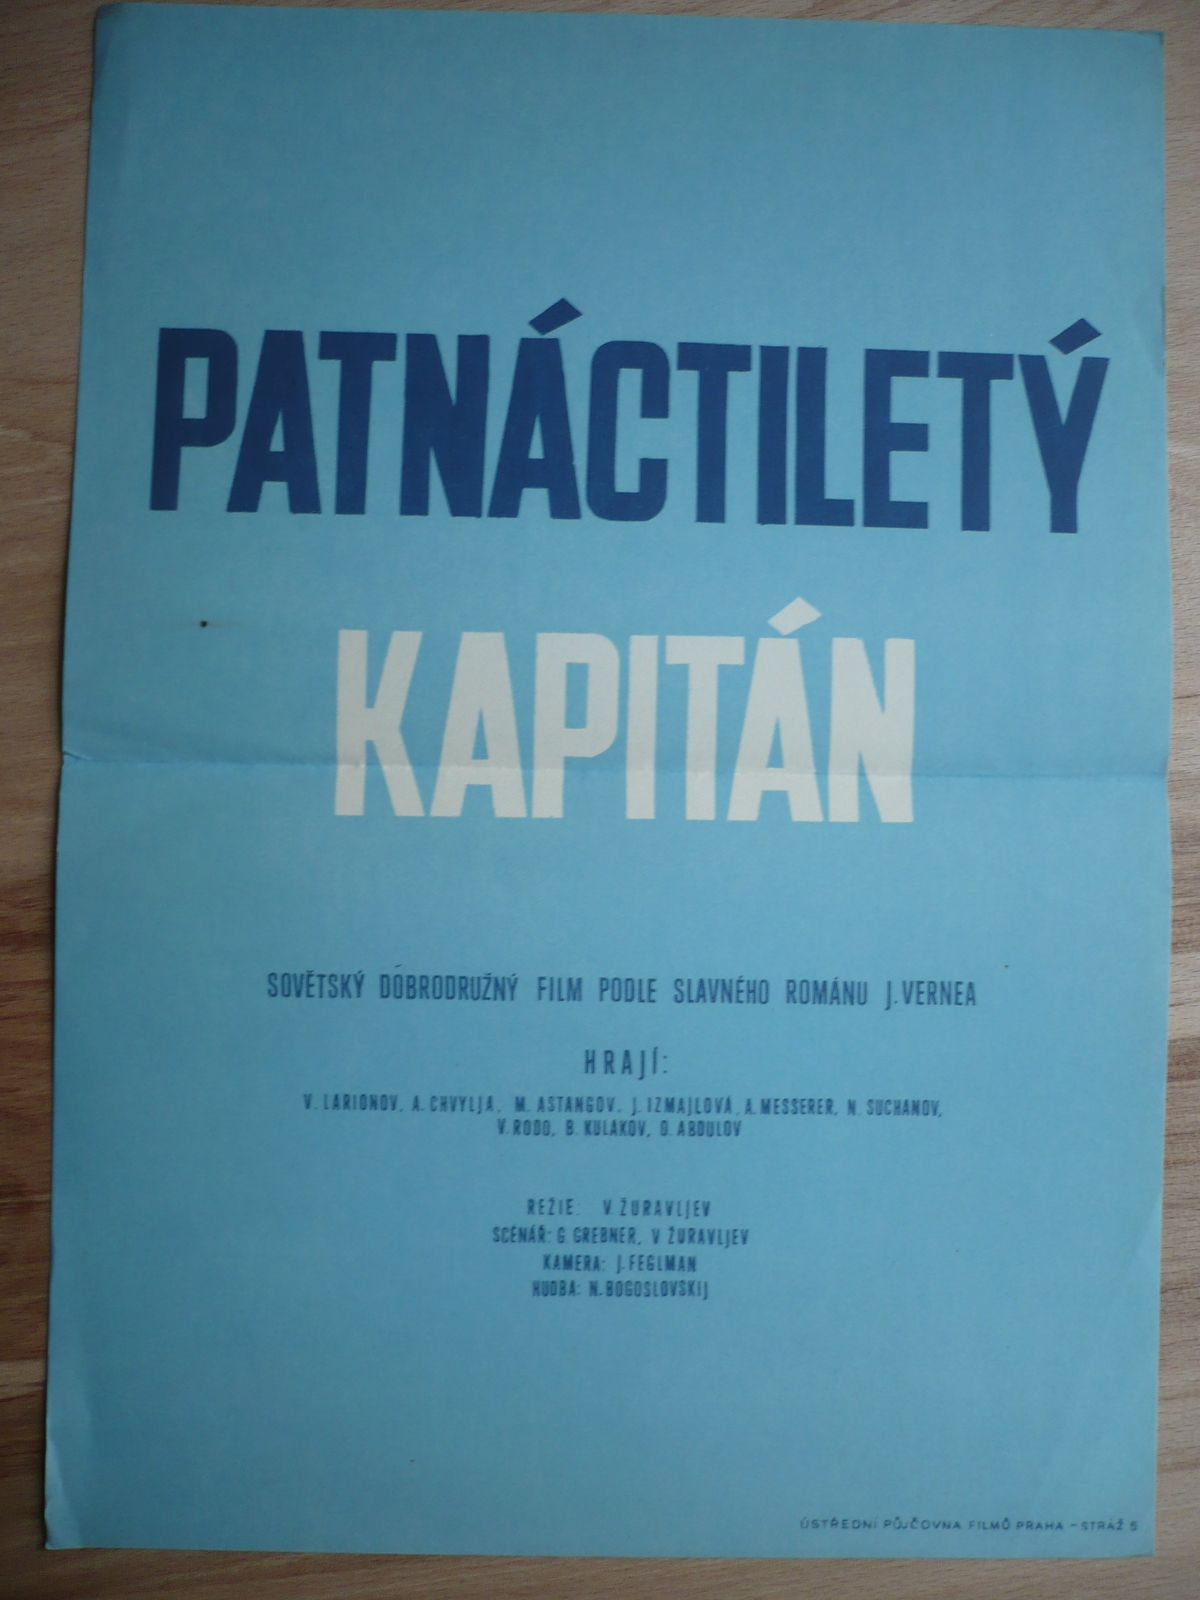 PATNÁCTILETÝ
KAPITÁN
SOVĚTSKÝ DOBRODRUŽNÝ FILM PODLE SLAVNÉHO ROMÁNU J. VERNEA
HRAJÍ:
V. LARIONOV, A. CHVYLJA, M. ASTANGOV, J. IZMAJLOVÁ, A. MESSERER, N. SUCHANOV,
V. RODO, B. KULAKOV, O. ABDULOV
REŽIE: V. ŽURAVLJEV
SCÉNÁŘ: G. GREBNER, V ŽURAVLJEV
KAMERA: J. FEGLMAN
HUDBA: N. BOGOSLOVSKIJ
ÚSTŘEDNÍ PŮJČOVNA FILMŮ PRAHA - STRÁŽ 5